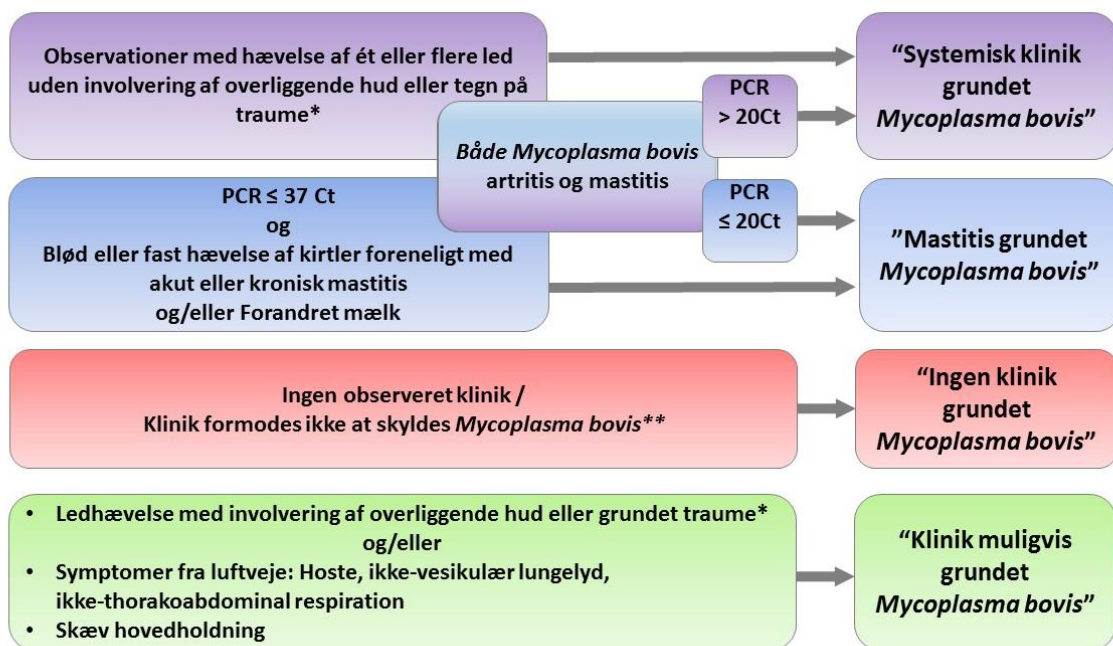 Observationer med hævelse af ét eller flere led
uden involvering af overliggende hud eller tegn på
traume*
PCR
> 20Ct
“Systemisk klinik
grundet
Mycoplasma bovis”
Både Mycoplasma bovis
artritis og mastitis
PCR ≤ 37 Ct
og
Blød eller fast hævelse af kirtler foreneligt med
akut eller kronisk mastitis
og/eller Forandret mælk
PCR
≤ 20Ct
”Mastitis grundet
Mycoplasma bovis”
Ingen observeret klinik /
Klinik formodes ikke at skyldes Mycoplasma bovis**
“Ingen klinik
grundet
Mycoplasma bovis”
• Ledhævelse med involvering af overliggende hud eller grundet traume*
og/eller
• Symptomer fra luftveje: Hoste, ikke-vesikulær lungelyd,
ikke-thorakoabdominal respiration
• Skæv hovedholdning
“Klinik muligvis
grundet
Mycoplasma bovis”